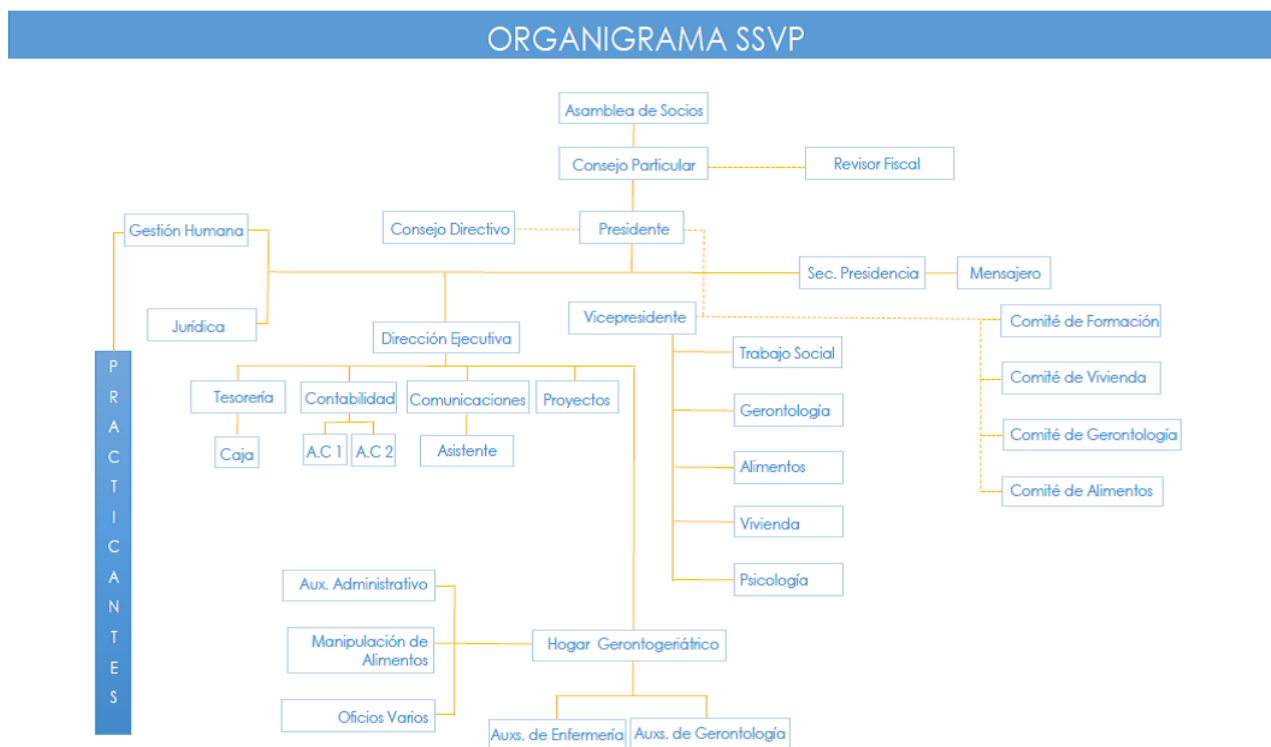 ORGANIGRAMA SSVP
Asamblea de Socios
Consejo Particular
Revisor Fiscal
Gestión Humana
Consejo Directivo
Presidente
Sec. Presidencia
Mensajero
Jurídica
Vicepresidente
Comité de Formación
Dirección Ejecutiva
Trabajo Social
Comité de Vivienda
Tesorería
Contabilidad
Comunicaciones
Proyectos
Gerontología
Comité de Gerontología
Caja
A.C 1
A.C 2
Asistente
Alimentos
Comité de Alimentos
Vivienda
Psicología
Aux. Administrativo
Manipulación de
Alimentos
Hogar Gerontogeriátrico
Oficios Varios
Auxs. de Enfermería
Auxs. de Gerontología
P
R
A
C
T
I
C
A
N
T
E
S